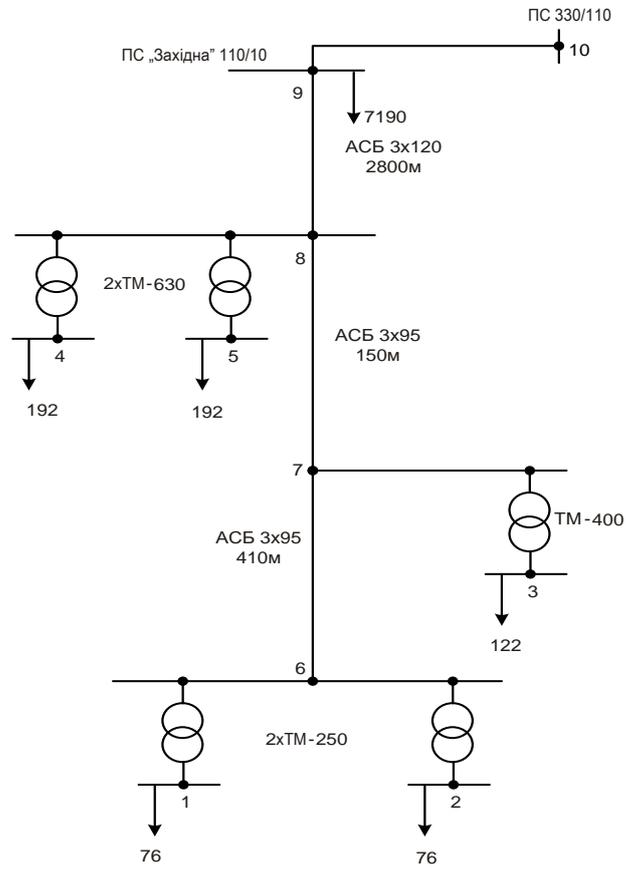 ПС 330/110
10
ПС „Західна” 110/10
9
7190
АСБ 3х120
2800м
8
2хТМ-630
4
5
192
192
АСБ 3х95
150м
7
ТМ-400
АСБ 3х95
410м
3
122
6
2хТМ-250
1
2
76
76